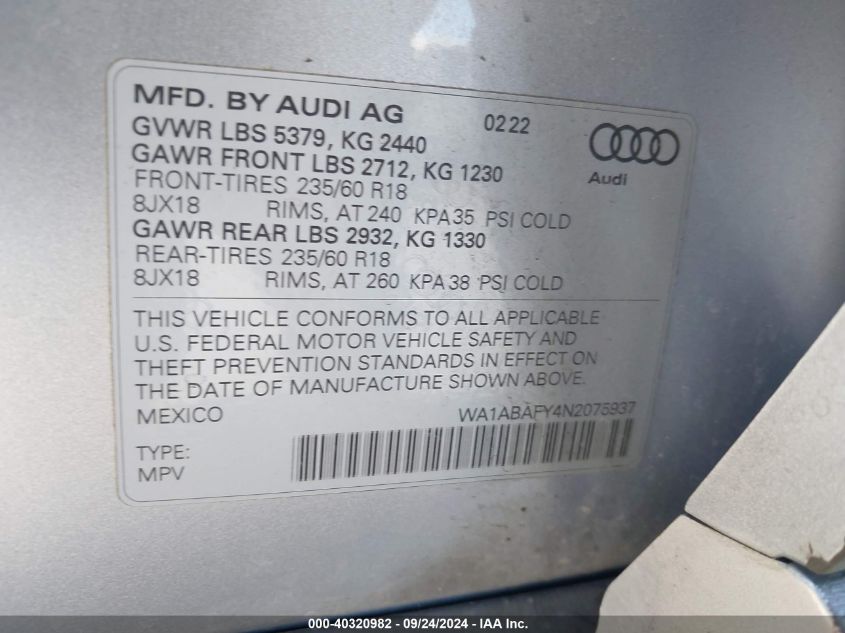 MFD. BY AUDI AG 0222
GVWR LBS 5379, KG 2440
GAWR FRONT LBS 2712, KG 1230
FRONT-TIRES 235/60 R18
8JX18 RIMS, AT 240 KPA 35 PSI COLD
GAWR REAR LBS 2932, KG 1330
REAR-TIRES 235/60 R18
8JX18 RIMS, AT 260 KPA 38 PSI COLD
Audi
THIS VEHICLE CONFORMS TO ALL APPLICABLE
U.S. FEDERAL MOTOR VEHICLE SAFETY AND
THEFT PREVENTION STANDARDS IN EFFECT ON
THE DATE OF MANUFACTURE SHOWN ABOVE.
MEXICO WA1ABAFY4N2075937
TYPE:
MPV
000-40320982 - 09/24/2024 - IAA Inc.